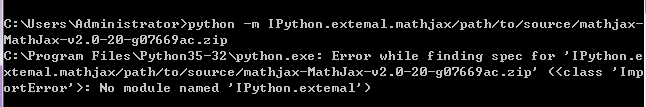 C:\Users\Administrator>python -m IPython.extemal.mathjax/path/to/source/mathjax-
MathJax-v2.0-20-g07669ac.zip
C:\Program Files\Python35-32\python.exe: Error while finding spec for 'IPython.e
xtemal.mathjax/path/to/source/mathjax-MathJax-v2.0-20-g07669ac.zip' (<class 'Imp
ortError'>: No module named 'IPython.extemal')